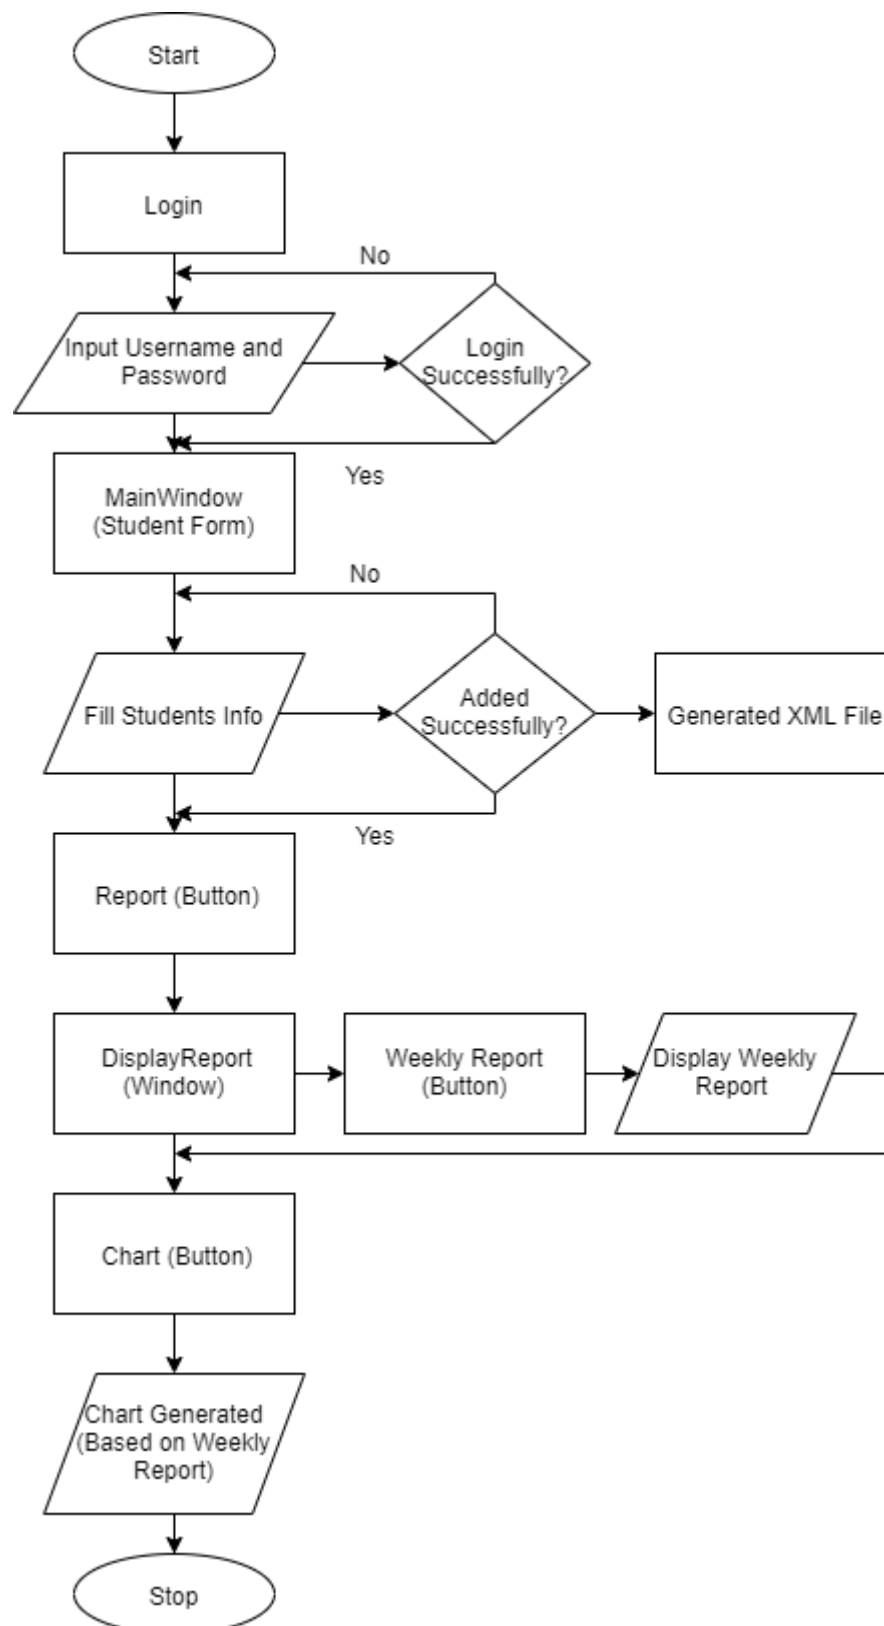 Start
Login
No
Input Username and
Password
Login
Successfully?
Yes
MainWindow
(Student Form)
No
Fill Students Info
Added
Successfully?
Generated XML File
Yes
Report (Button)
DisplayReport
(Window)
Weekly Report
(Button)
Display Weekly
Report
Chart (Button)
Chart Generated
(Based on Weekly
Report)
Stop